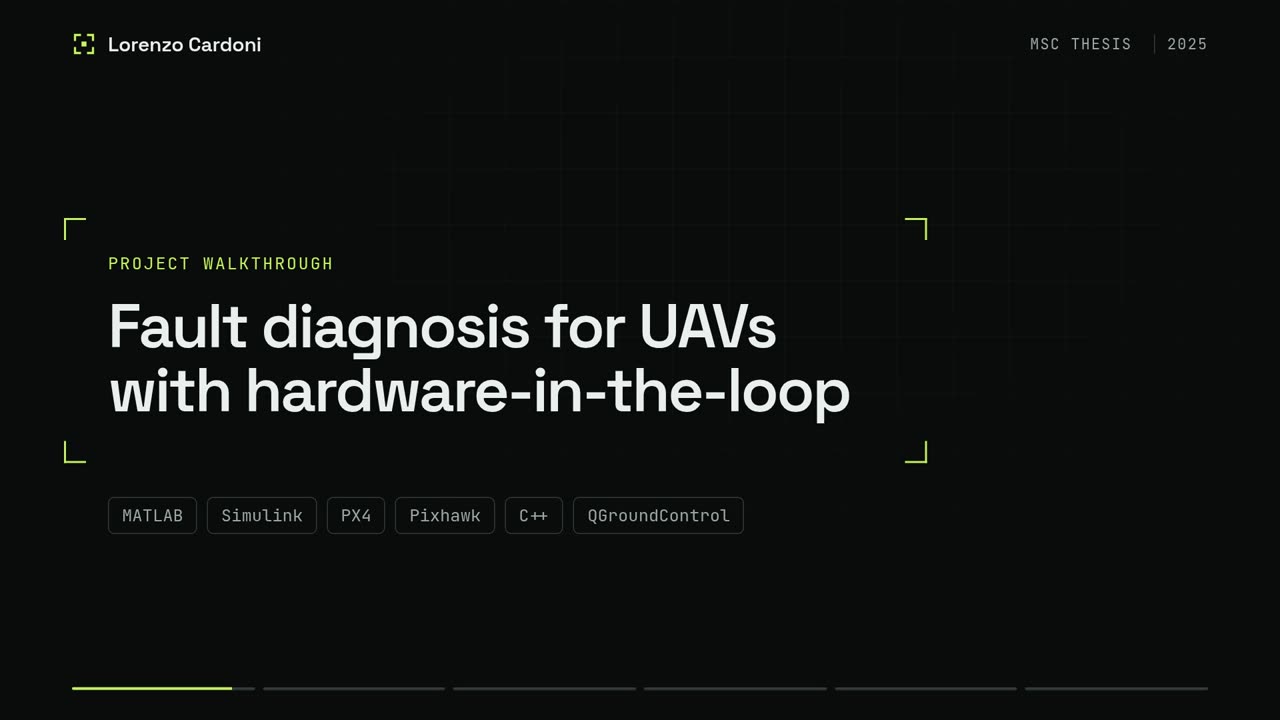 Lorenzo Cardoni
MSC THESIS | 2025
PROJECT WALKTHROUGH
Fault diagnosis for UAVs
with hardware-in-the-loop
MATLAB Simulink PX4 Pixhawk C++ QGroundControl